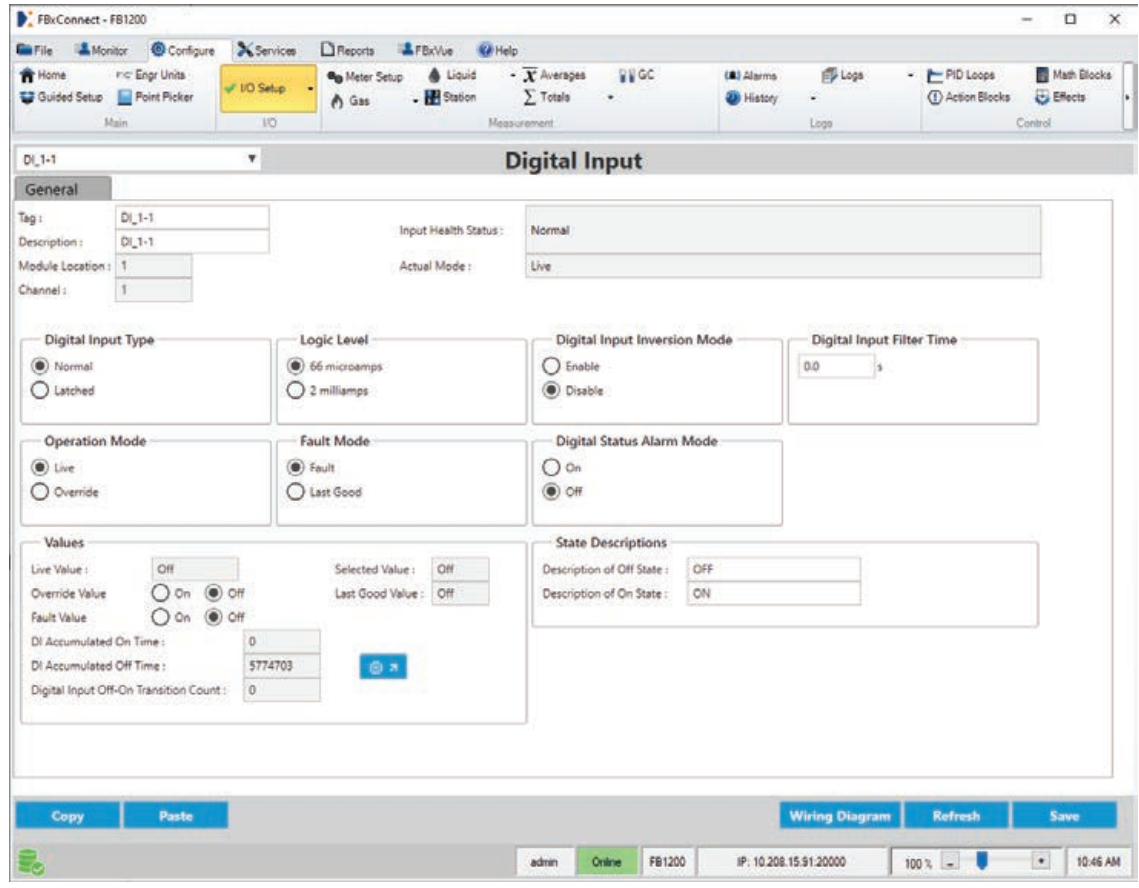 FBxConnect - FB1200
File Monitor Configure Services Reports FBxVue Help
Home Engr Units I/O Setup Meter Setup Liquid Averages GC Alarms Logs PID Loops Math Blocks
Guided Setup Point Picker Gas Station Totals History Action Blocks Effects
Main I/O Measurement Logs Control
DI_1-1 Digital Input
General
Tag : DI_1-1
Input Health Status : Normal
Description : DI_1-1
Module Location : 1 Actual Mode : Live
Channel : 1
Digital Input Type Logic Level Digital Input Inversion Mode Digital Input Filter Time
Normal 66 microamps Enable 0.0 s
Latched 2 milliamps Disable
Operation Mode Fault Mode Digital Status Alarm Mode
Live Fault On
Override Last Good Off
Values State Descriptions
Live Value : Off Selected Value : Off Description of Off State : OFF
Override Value On Off Last Good Value : Off Description of On State : ON
Fault Value On Off
DI Accumulated On Time : 0
DI Accumulated Off Time : 5774703
Digital Input Off-On Transition Count : 0
Copy Paste Wiring Diagram Refresh Save
admin Online FB1200 IP: 10.208.15.91:20000 100 % - + 10:46 AM